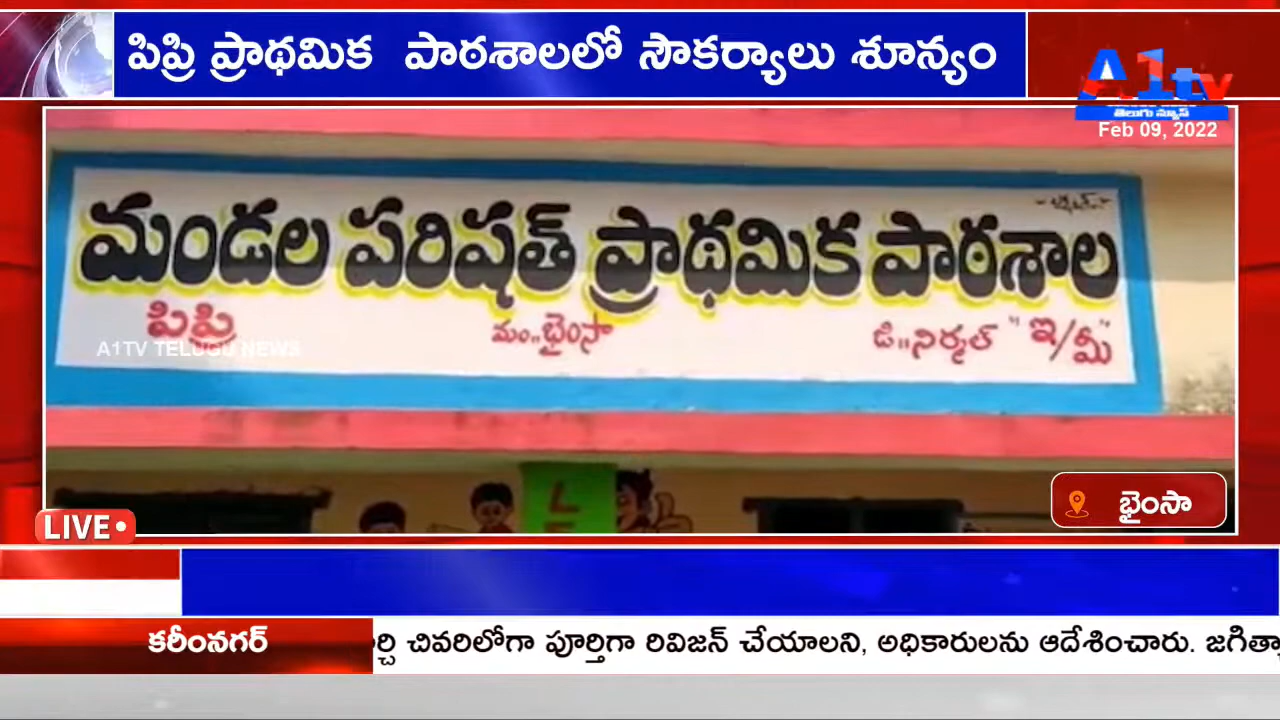 పిప్రి ప్రాథమిక పాఠశాలలో సౌకర్యాలు శూన్యం
A1tv
తెలుగు న్యూస్
Feb 09, 2022
మండల పరిషత్ ప్రాథమిక పాఠశాల
పిప్రి మం॥భైంసా డి॥నిర్మల్ "ఇ/మీ"
A1TV TELUGU NEWS
భైంసా
LIVE
కరీంనగర్
ర్చి చివరిలోగా పూర్తిగా రివిజన్ చేయాలని, అధికారులను ఆదేశించారు. జగిత్యా